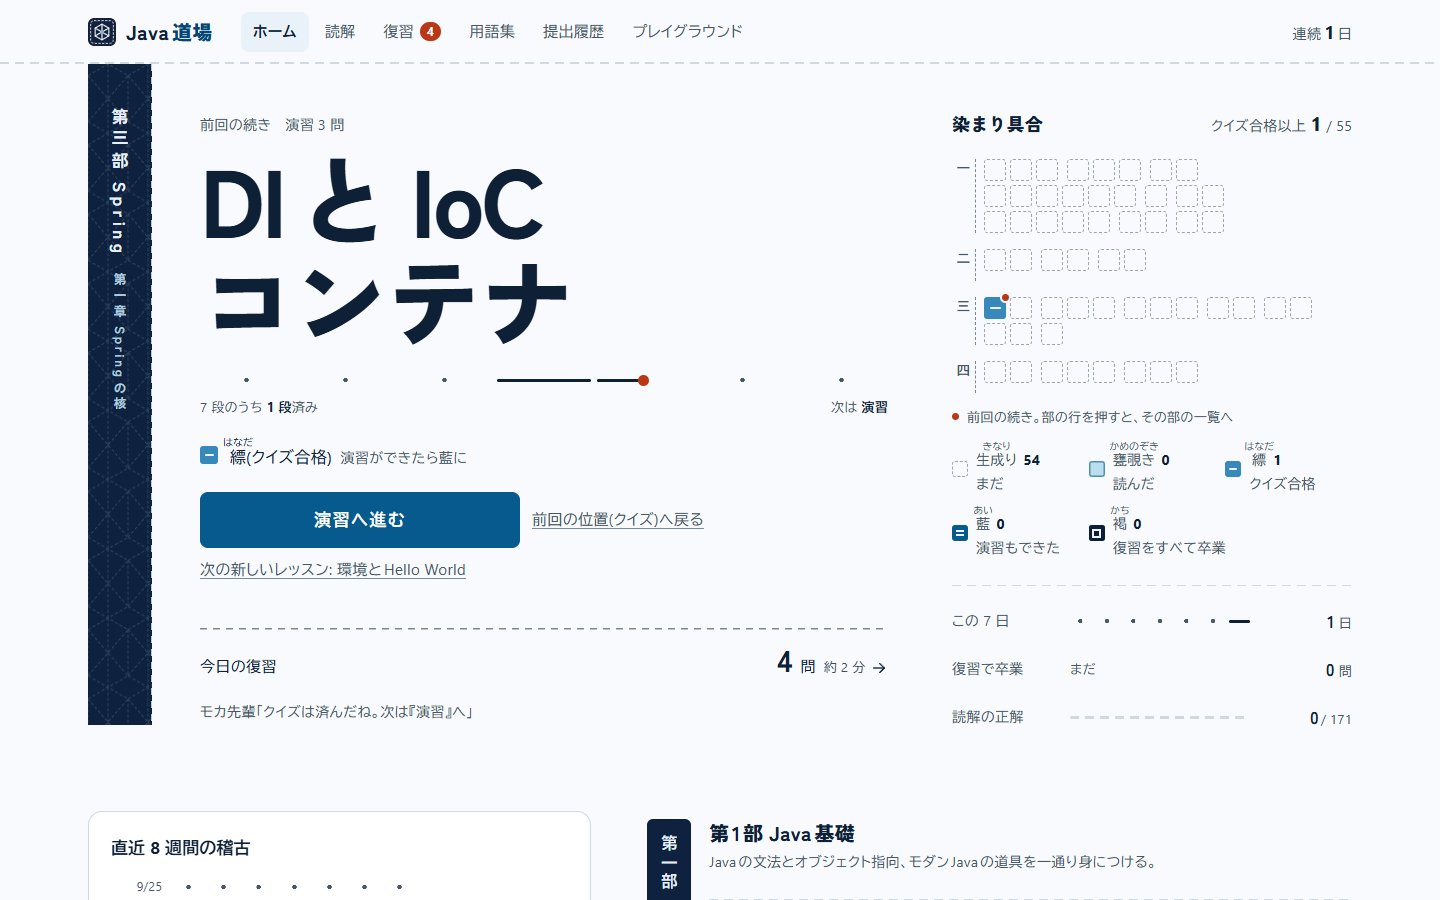 Java道場
ホーム
読解
復習 4
用語集
提出履歴
プレイグラウンド
連続 1 日
第三部 Spring 第一章 Springの核
前回の続き 演習 3 問
DI と IoC
コンテナ
7 段のうち 1 段済み
次は 演習
はなだ
縹(クイズ合格) 演習ができたら藍に
演習へ進む
前回の位置(クイズ)へ戻る
次の新しいレッスン: 環境と Hello World
今日の復習
4 問 約 2 分 →
モカ先輩「クイズは済んだね。次は『演習』へ」
染まり具合
クイズ合格以上 1 / 55
一
二
三
四
前回の続き。部の行を押すと、その部の一覧へ
きなり
生成り 54
まだ
かめのぞき
甕覗き 0
読んだ
はなだ
縹 1
クイズ合格
あい
藍 0
演習もできた
かち
褐 0
復習をすべて卒業
この 7 日
1 日
復習で卒業
まだ
0 問
読解の正解
0 / 171
直近 8 週間の稽古
9/25
第一部
第1部 Java基礎
Javaの文法とオブジェクト指向、モダンJavaの道具を一通り身につける。